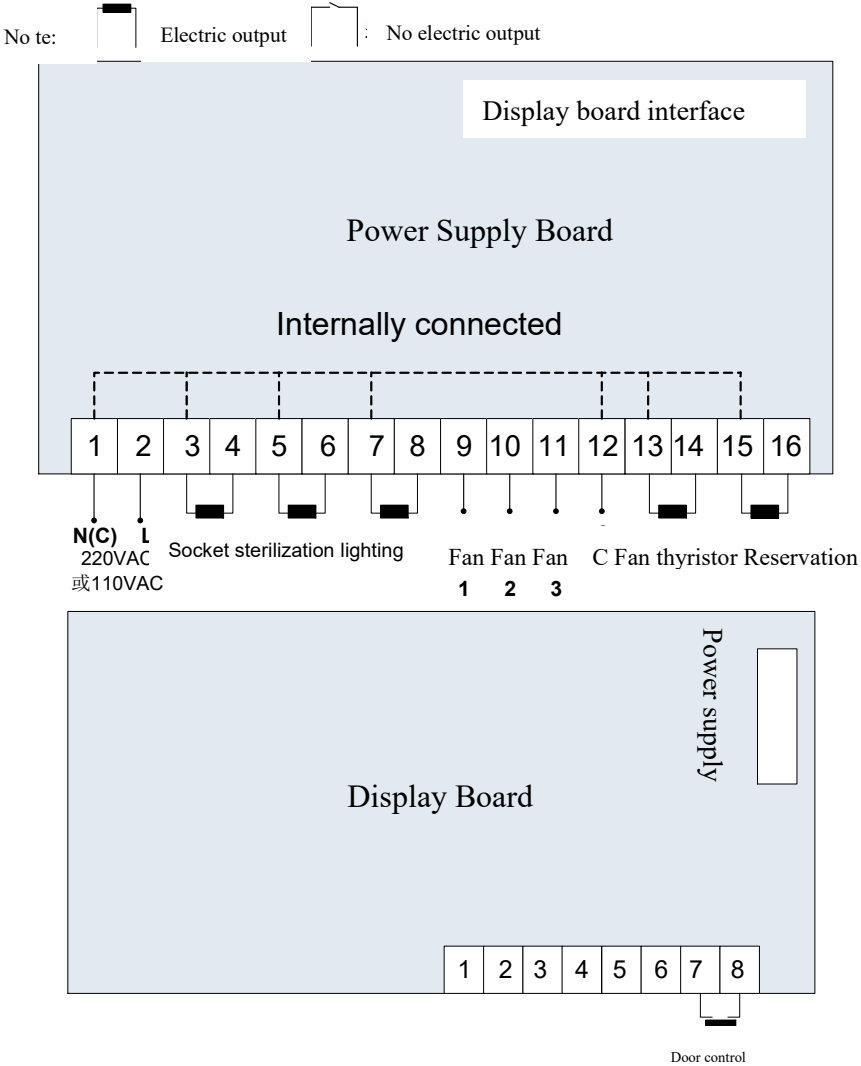 No te: Electric output : No electric output
Display board interface
Power Supply Board
Internally connected
1 2 3 4 5 6 7 8 9 10 11 12 13 14 15 16
N(C) L Socket sterilization lighting Fan Fan Fan C Fan thyristor Reservation
220VAC
或110VAC 1 2 3
Power supply
Display Board
1 2 3 4 5 6 7 8
Door control